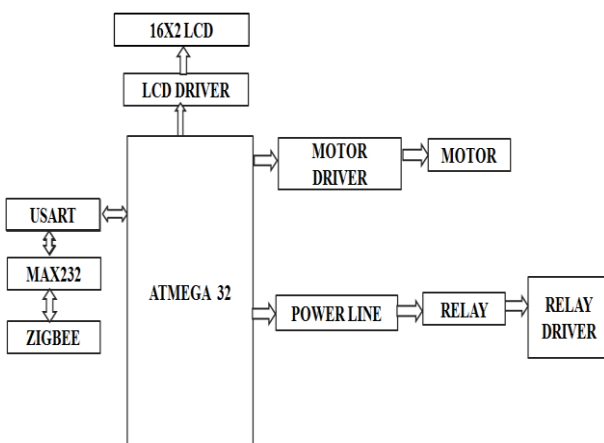 16X2 LCD
LCD DRIVER
MOTOR
DRIVER
MOTOR
USART
MAX232
ZIGBEE
ATMEGA 32
POWER LINE
RELAY
RELAY
DRIVER